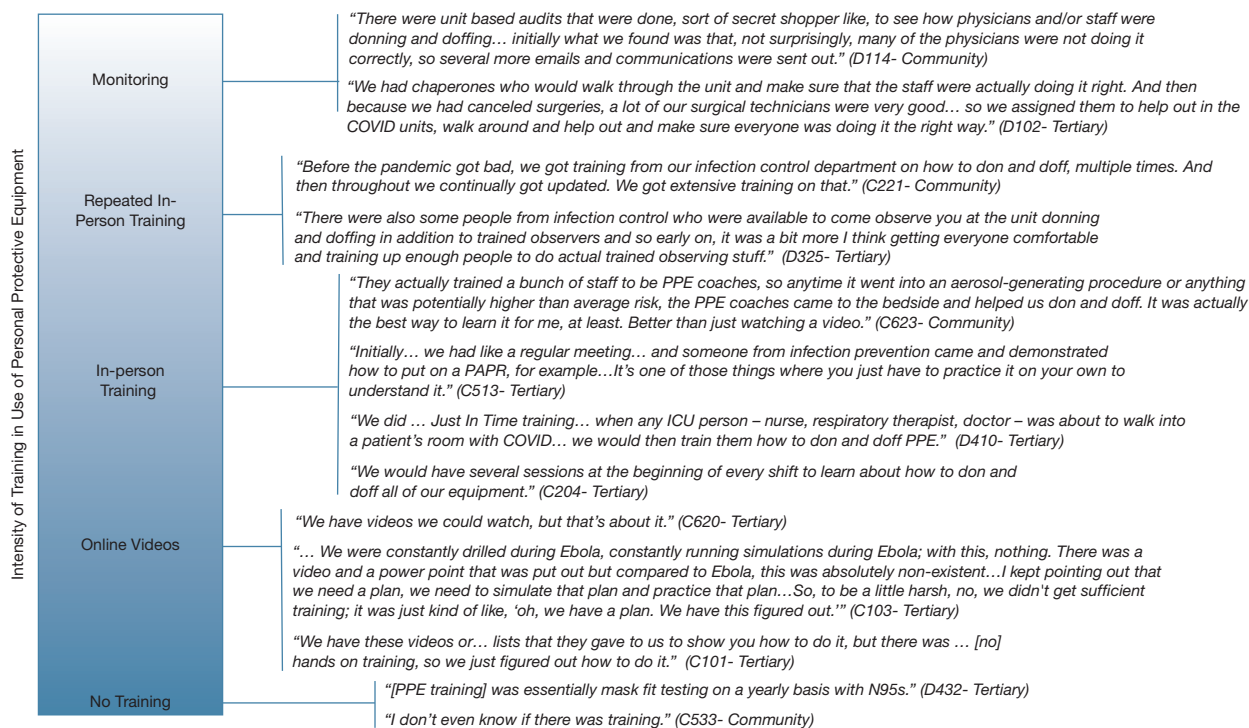 Intensity of Training in Use of Personal Protective Equipment
Monitoring
“There were unit based audits that were done, sort of secret shopper like, to see how physicians and/or staff were
donning and doffing… initially what we found was that, not surprisingly, many of the physicians were not doing it
correctly, so several more emails and communications were sent out.” (D114- Community)
“We had chaperones who would walk through the unit and make sure that the staff were actually doing it right. And then
because we had canceled surgeries, a lot of our surgical technicians were very good… so we assigned them to help out in the
COVID units, walk around and help out and make sure everyone was doing it the right way.” (D102- Tertiary)
Repeated In-
Person Training
“Before the pandemic got bad, we got training from our infection control department on how to don and doff, multiple times. And
then throughout we continually got updated. We got extensive training on that.” (C221- Community)
“There were also some people from infection control who were available to come observe you at the unit donning
and doffing in addition to trained observers and so early on, it was a bit more I think getting everyone comfortable
and training up enough people to do actual trained observing stuff.” (D325- Tertiary)
In-person
Training
“They actually trained a bunch of staff to be PPE coaches, so anytime it went into an aerosol-generating procedure or anything
that was potentially higher than average risk, the PPE coaches came to the bedside and helped us don and doff. It was actually
the best way to learn it for me, at least. Better than just watching a video.” (C623- Community)
“Initially… we had like a regular meeting… and someone from infection prevention came and demonstrated
how to put on a PAPR, for example…It’s one of those things where you just have to practice it on your own to
understand it.” (C513- Tertiary)
“We did … Just In Time training… when any ICU person – nurse, respiratory therapist, doctor – was about to walk into
a patient’s room with COVID… we would then train them how to don and doff PPE.” (D410- Tertiary)
“We would have several sessions at the beginning of every shift to learn about how to don and
doff all of our equipment.” (C204- Tertiary)
Online Videos
“We have videos we could watch, but that’s about it.” (C620- Tertiary)
“… We were constantly drilled during Ebola, constantly running simulations during Ebola; with this, nothing. There was a
video and a power point that was put out but compared to Ebola, this was absolutely non-existent…I kept pointing out that
we need a plan, we need to simulate that plan and practice that plan…So, to be a little harsh, no, we didn't get sufficient
training; it was just kind of like, ‘oh, we have a plan. We have this figured out.’” (C103- Tertiary)
“We have these videos or… lists that they gave to us to show you how to do it, but there was … [no]
hands on training, so we just figured out how to do it.” (C101- Tertiary)
No Training
“[PPE training] was essentially mask fit testing on a yearly basis with N95s.” (D432- Tertiary)
“I don’t even know if there was training.” (C533- Community)